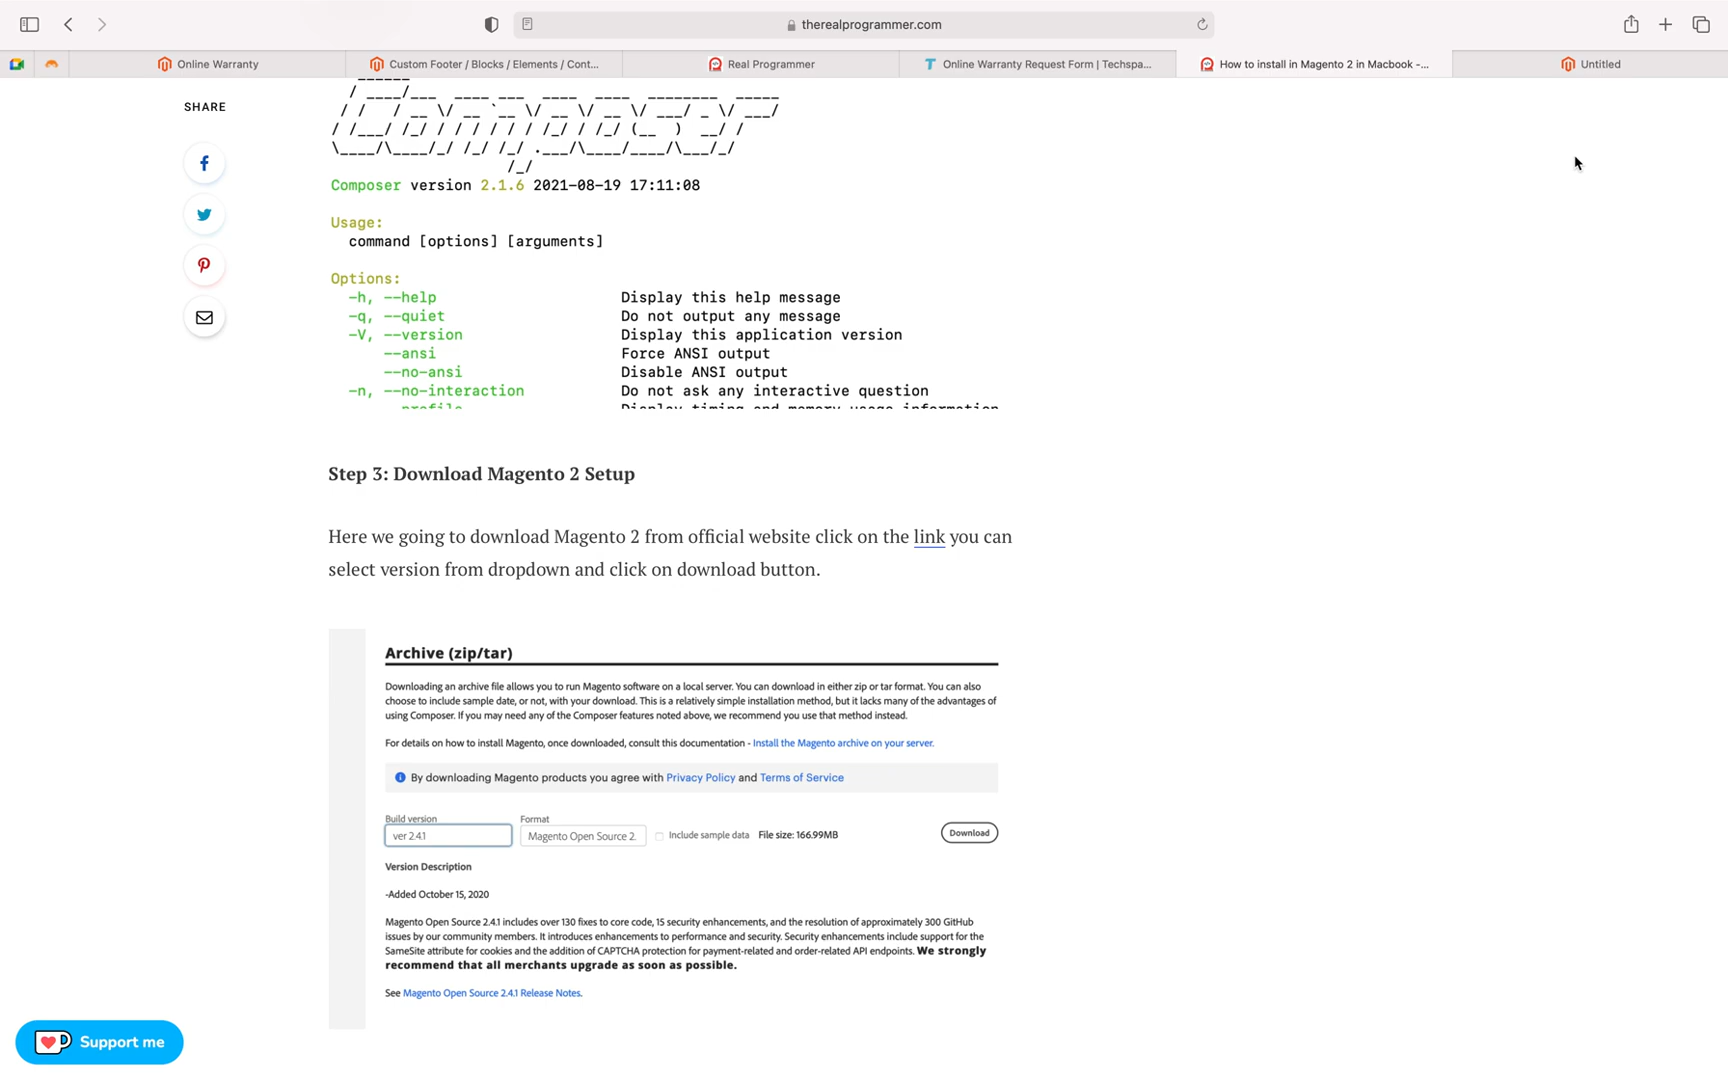 therealprogrammer.com
Online Warranty
Custom Footer / Blocks / Elements / Cont...
Real Programmer
Online Warranty Request Form | Techspa...
How to install in Magento 2 in Macbook -...
Untitled
SHARE
Composer version 2.1.6 2021-08-19 17:11:08
Usage:
command [options] [arguments]
Options:
-h, --help Display this help message
-q, --quiet Do not output any message
-V, --version Display this application version
--ansi Force ANSI output
--no-ansi Disable ANSI output
-n, --no-interaction Do not ask any interactive question
--profile Display timing and memory usage information
Step 3: Download Magento 2 Setup
Here we going to download Magento 2 from official website click on the link you can
select version from dropdown and click on download button.
Archive (zip/tar)
Downloading an archive file allows you to run Magento software on a local server. You can download in either zip or tar format. You can also
choose to include sample date, or not, with your download. This is a relatively simple installation method, but it lacks many of the advantages of
using Composer. If you may need any of the Composer features noted above, we recommend you use that method instead.
For details on how to install Magento, once downloaded, consult this documentation - Install the Magento archive on your server.
By downloading Magento products you agree with Privacy Policy and Terms of Service
Build version Format
ver 2.4.1 Magento Open Source 2. Include sample data File size: 166.99MB Download
Version Description
-Added October 15, 2020
Magento Open Source 2.4.1 includes over 130 fixes to core code, 15 security enhancements, and the resolution of approximately 300 GitHub
issues by our community members. It introduces enhancements to performance and security. Security enhancements include support for the
SameSite attribute for cookies and the addition of CAPTCHA protection for payment-related and order-related API endpoints. We strongly
recommend that all merchants upgrade as soon as possible.
See Magento Open Source 2.4.1 Release Notes.
Support me